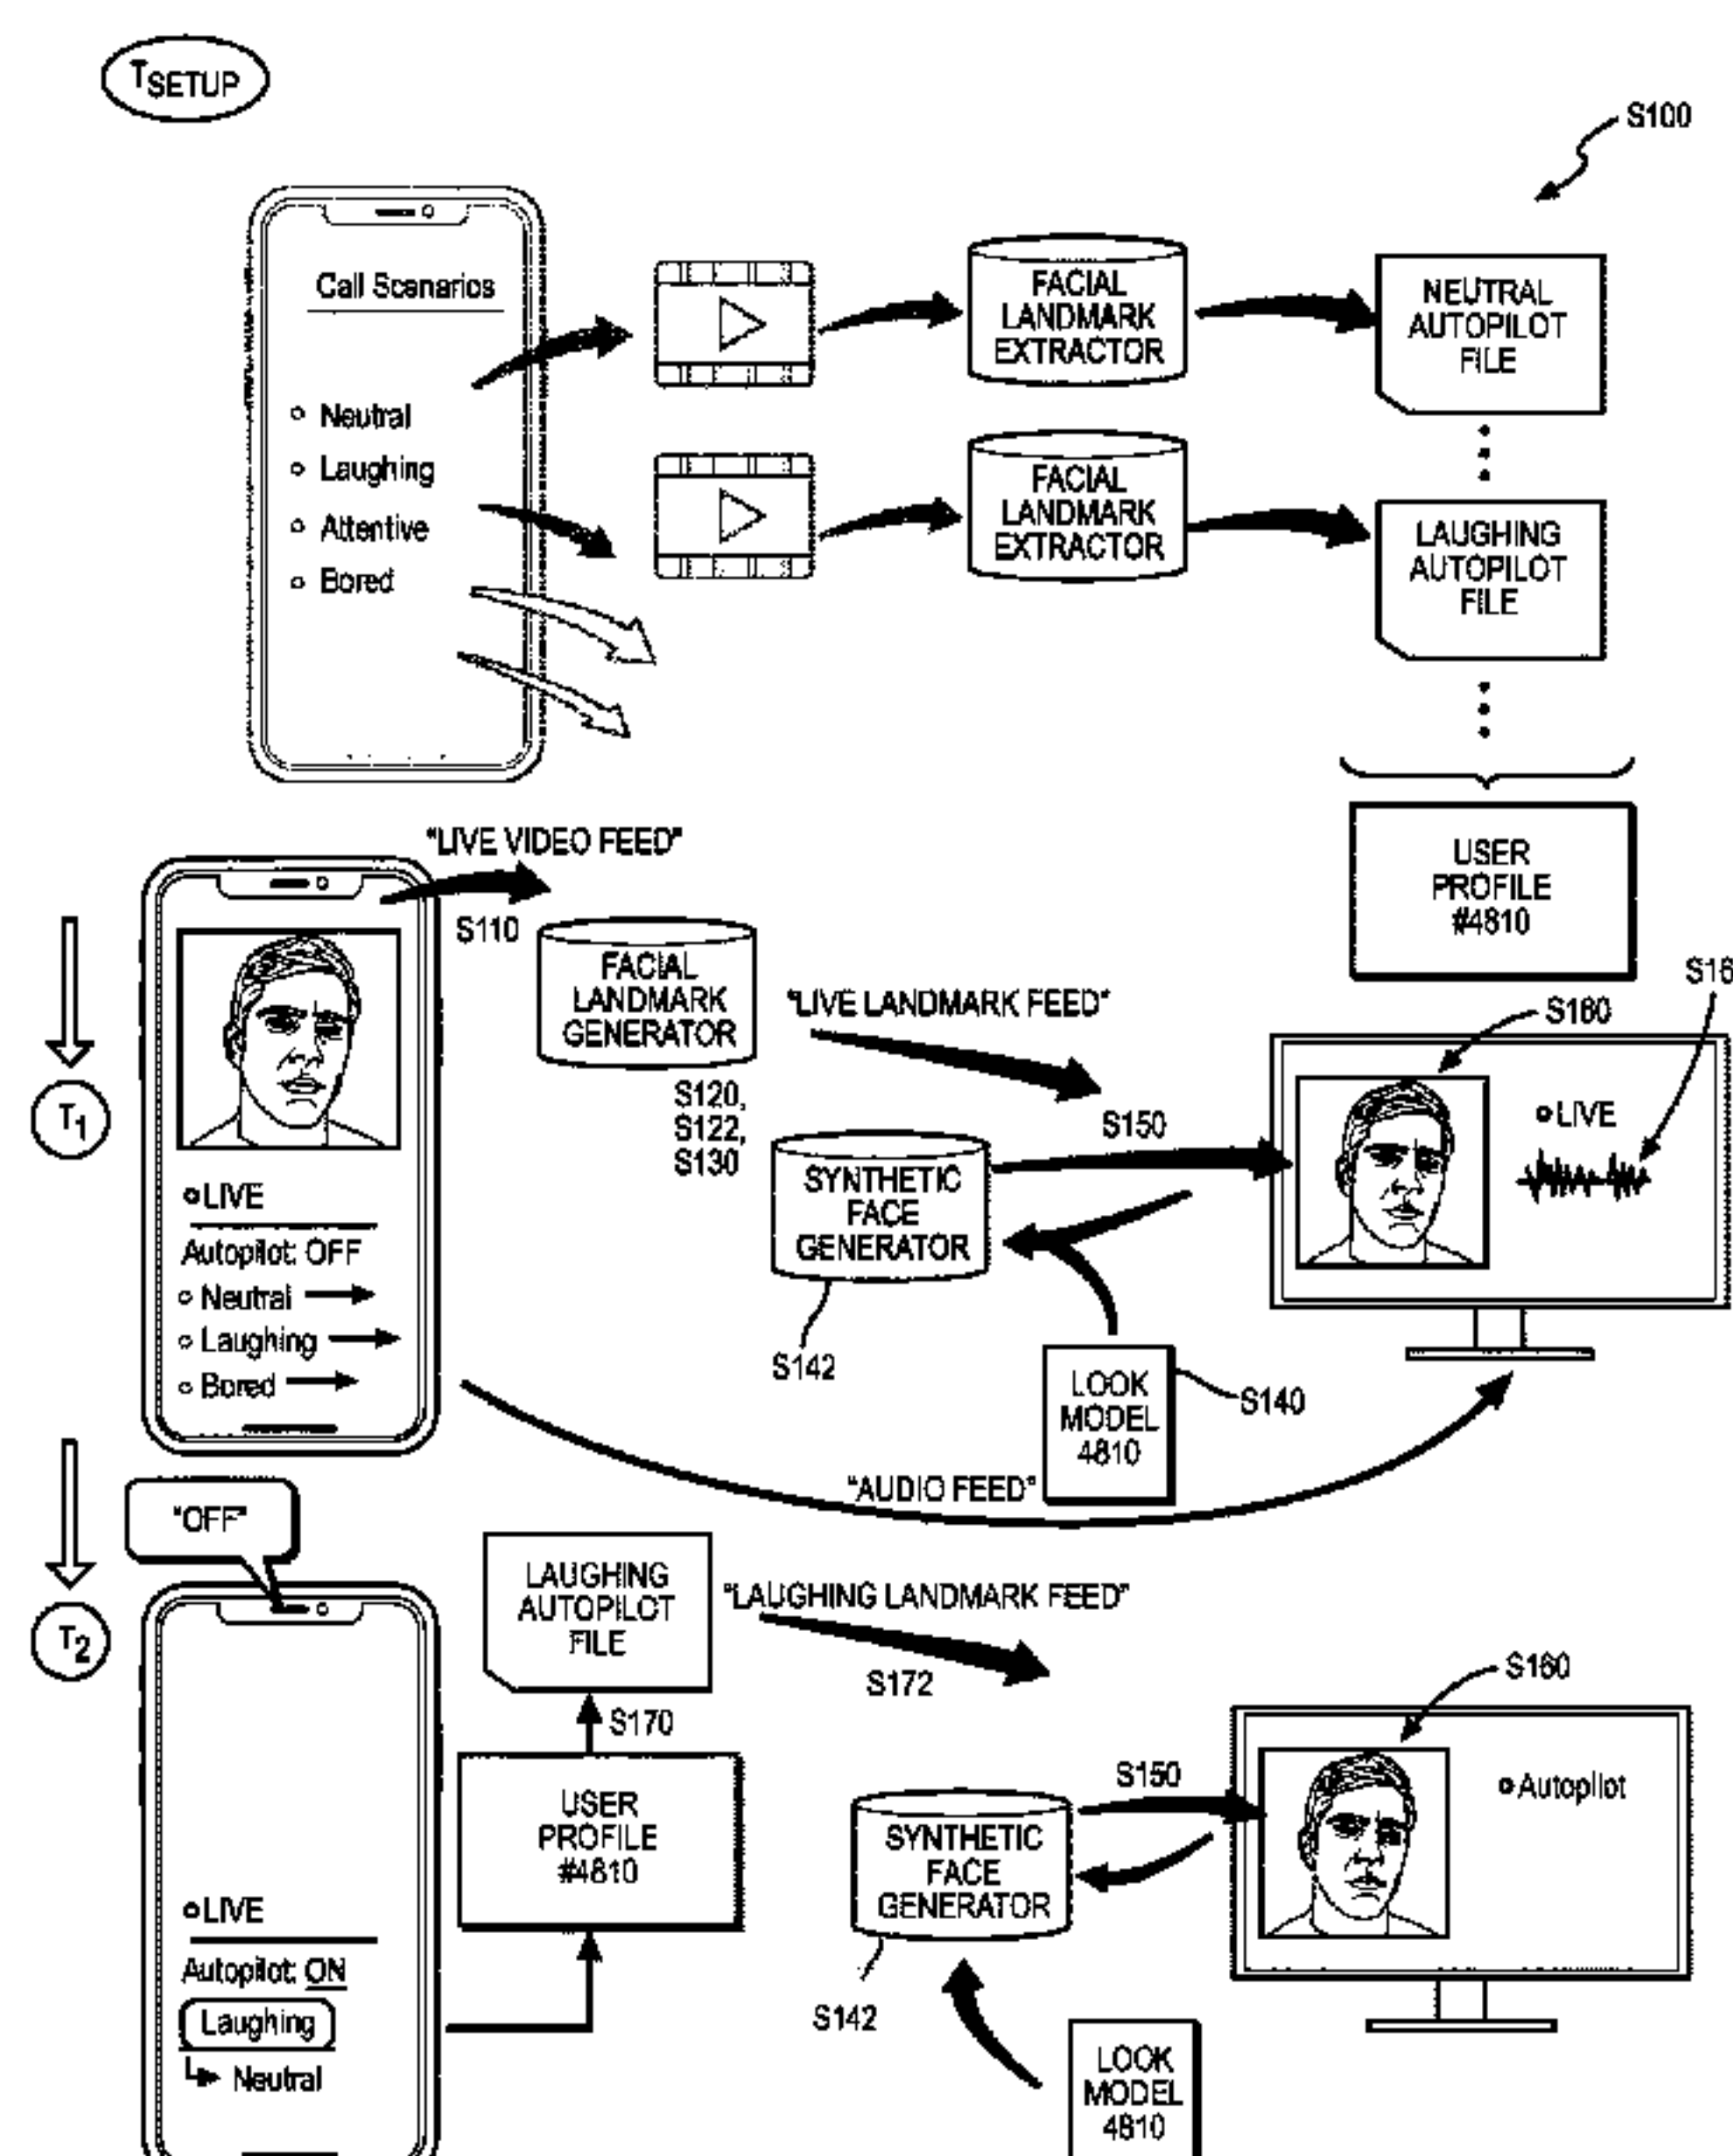 TSETUP
S100
Call Scenarios
Neutral
Laughing
Attentive
Bored
FACIAL
LANDMARK
EXTRACTOR
NEUTRAL
AUTOPILOT
FILE
FACIAL
LANDMARK
EXTRACTOR
LAUGHING
AUTOPILOT
FILE
USER
PROFILE
#4810
"LIVE VIDEO FEED"
S110
FACIAL
LANDMARK
GENERATOR
S120,
S122,
S130
"LIVE LANDMARK FEED"
S160
S16
T1
LIVE
Autopilot: OFF
Neutral
Laughing
Bored
SYNTHETIC
FACE
GENERATOR
S142
S150
LIVE
LOOK
MODEL
4810
S140
"AUDIO FEED"
T2
"OFF"
LAUGHING
AUTOPILOT
FILE
"LAUGHING LANDMARK FEED"
S172
S170
USER
PROFILE
#4810
LIVE
Autopilot: ON
Laughing
Neutral
SYNTHETIC
FACE
GENERATOR
S142
S150
S160
Autopilot
LOOK
MODEL
4810